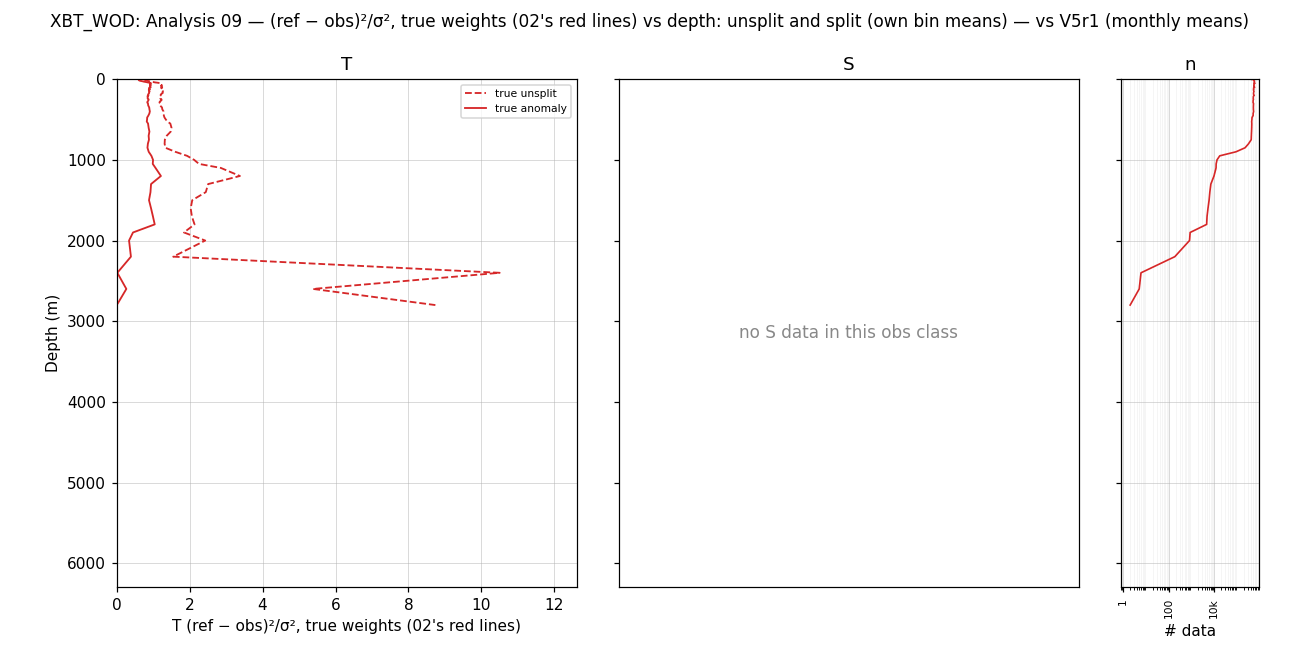 XBT_WOD: Analysis 09 — (ref − obs)²/σ², true weights (02's red lines) vs depth: unsplit and split (own bin means) — vs V5r1 (monthly means)
T
S
n
true unsplit
true anomaly
no S data in this obs class
Depth (m)
0
1000
2000
3000
4000
5000
6000
0 2 4 6 8 10 12
T (ref − obs)²/σ², true weights (02's red lines)
1 100 10k
# data